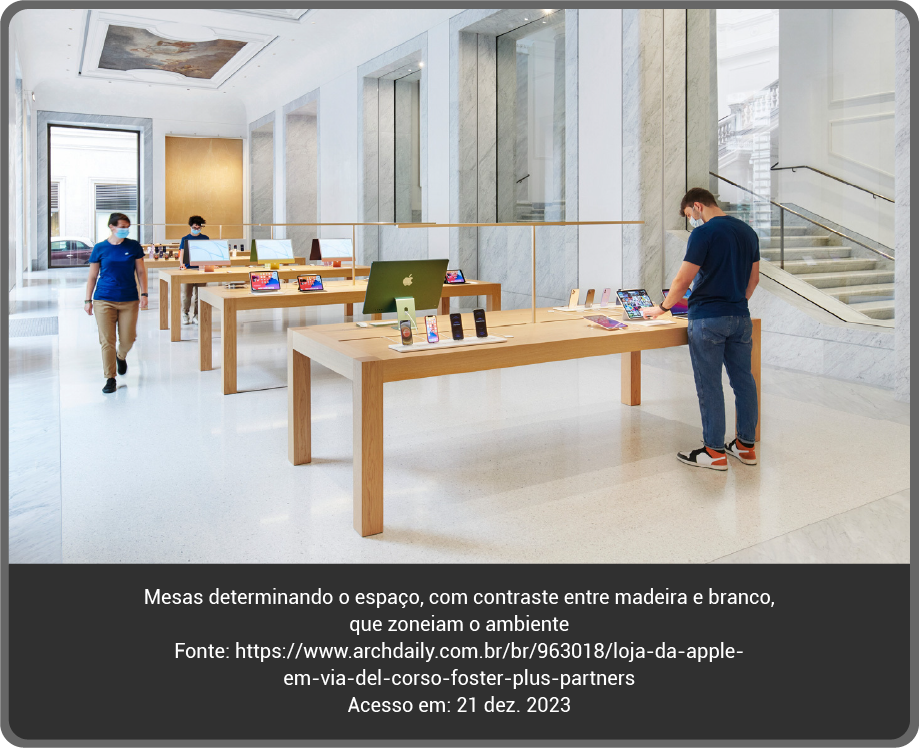 Mesas determinando o espaço, com contraste entre madeira e branco,
que zoneiam o ambiente
Fonte: https://www.archdaily.com.br/br/963018/loja-da-apple-
em-via-del-corso-foster-plus-partners
Acesso em: 21 dez. 2023